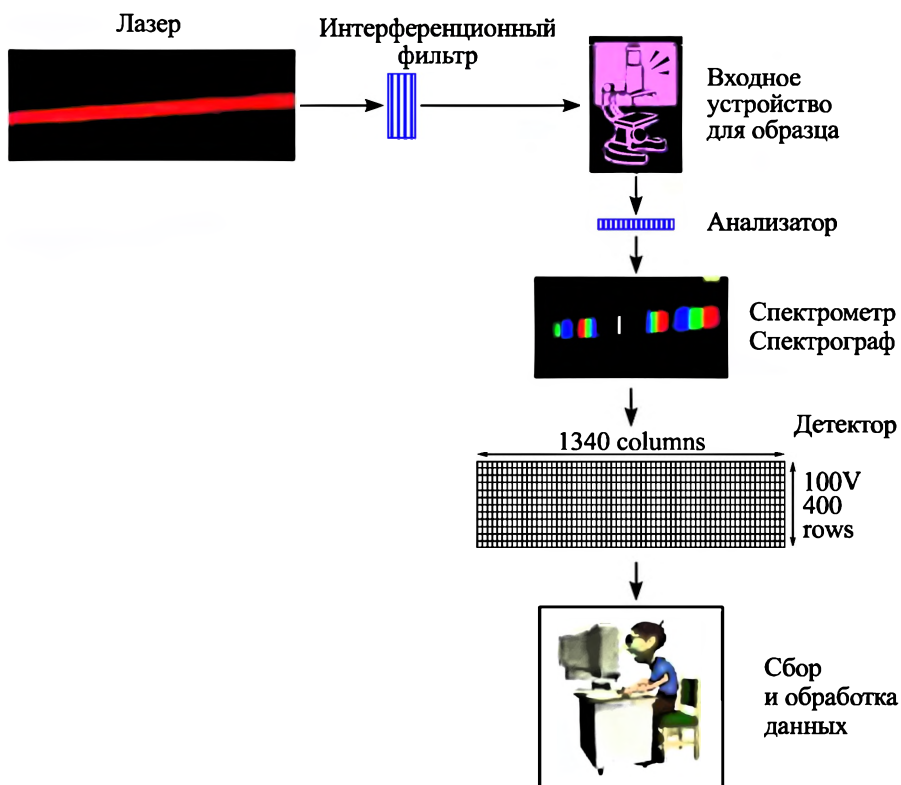 Лазер
Интерференционный
фильтр
Входное
устройство
для образца
Анализатор
Спектрометр
Спектрограф
Детектор
1340 columns
100V
400
rows
Сбор
и обработка
данных